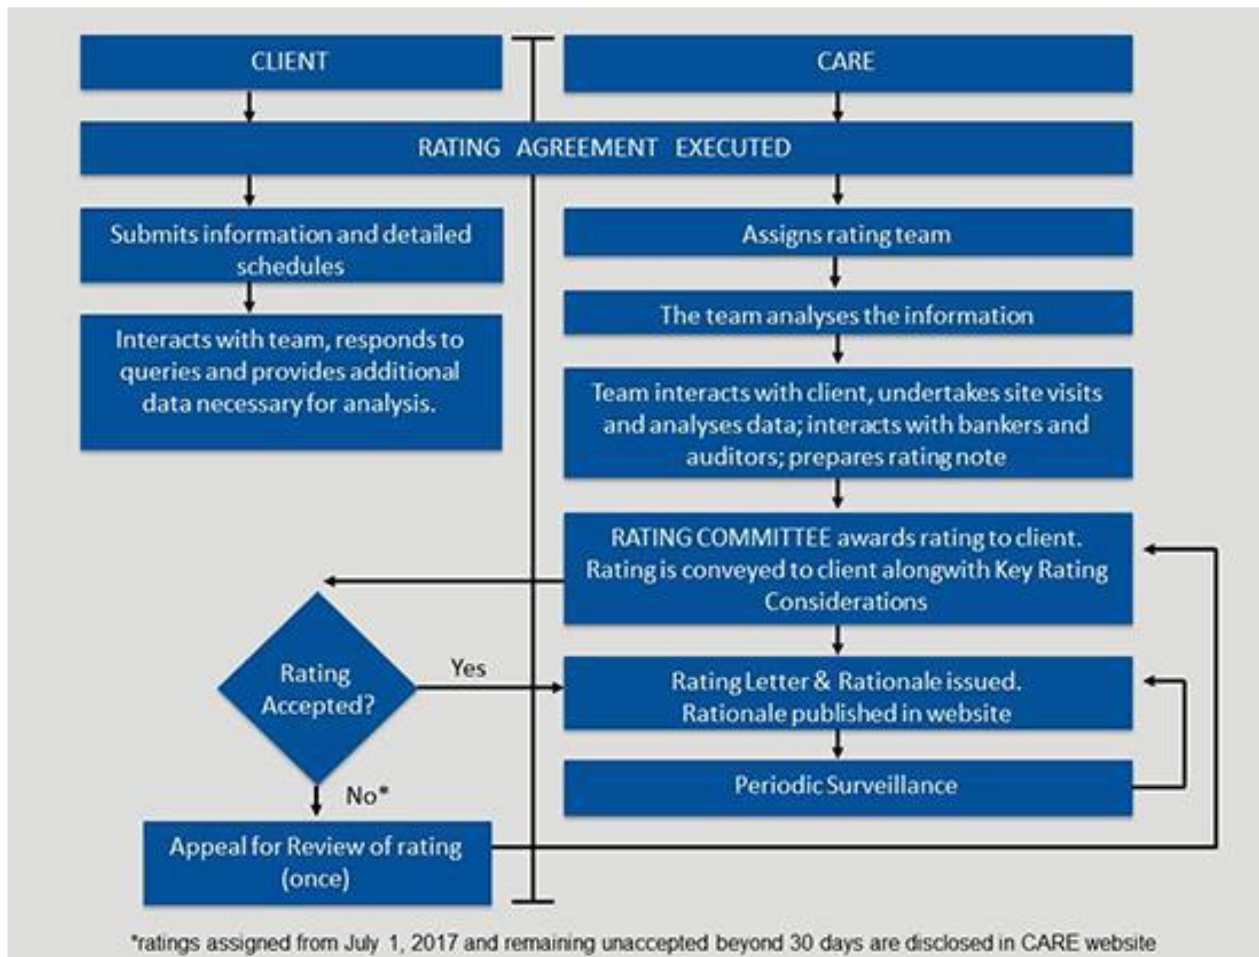 CLIENT
CARE
RATING AGREEMENT EXECUTED
Submits information and detailed
schedules
Assigns rating team
Interacts with team, responds to
queries and provides additional
data necessary for analysis.
The team analyses the information
Team interacts with client, undertakes site visits
and analyses data; interacts with bankers and
auditors; prepares rating note
RATING COMMITTEE awards rating to client.
Rating is conveyed to client alongwith Key Rating
Considerations
Rating
Accepted?
Yes
Rating Letter & Rationale issued.
Rationale published in website
No*
Periodic Surveillance
Appeal for Review of rating
(once)
*ratings assigned from July 1, 2017 and remaining unaccepted beyond 30 days are disclosed in CARE website